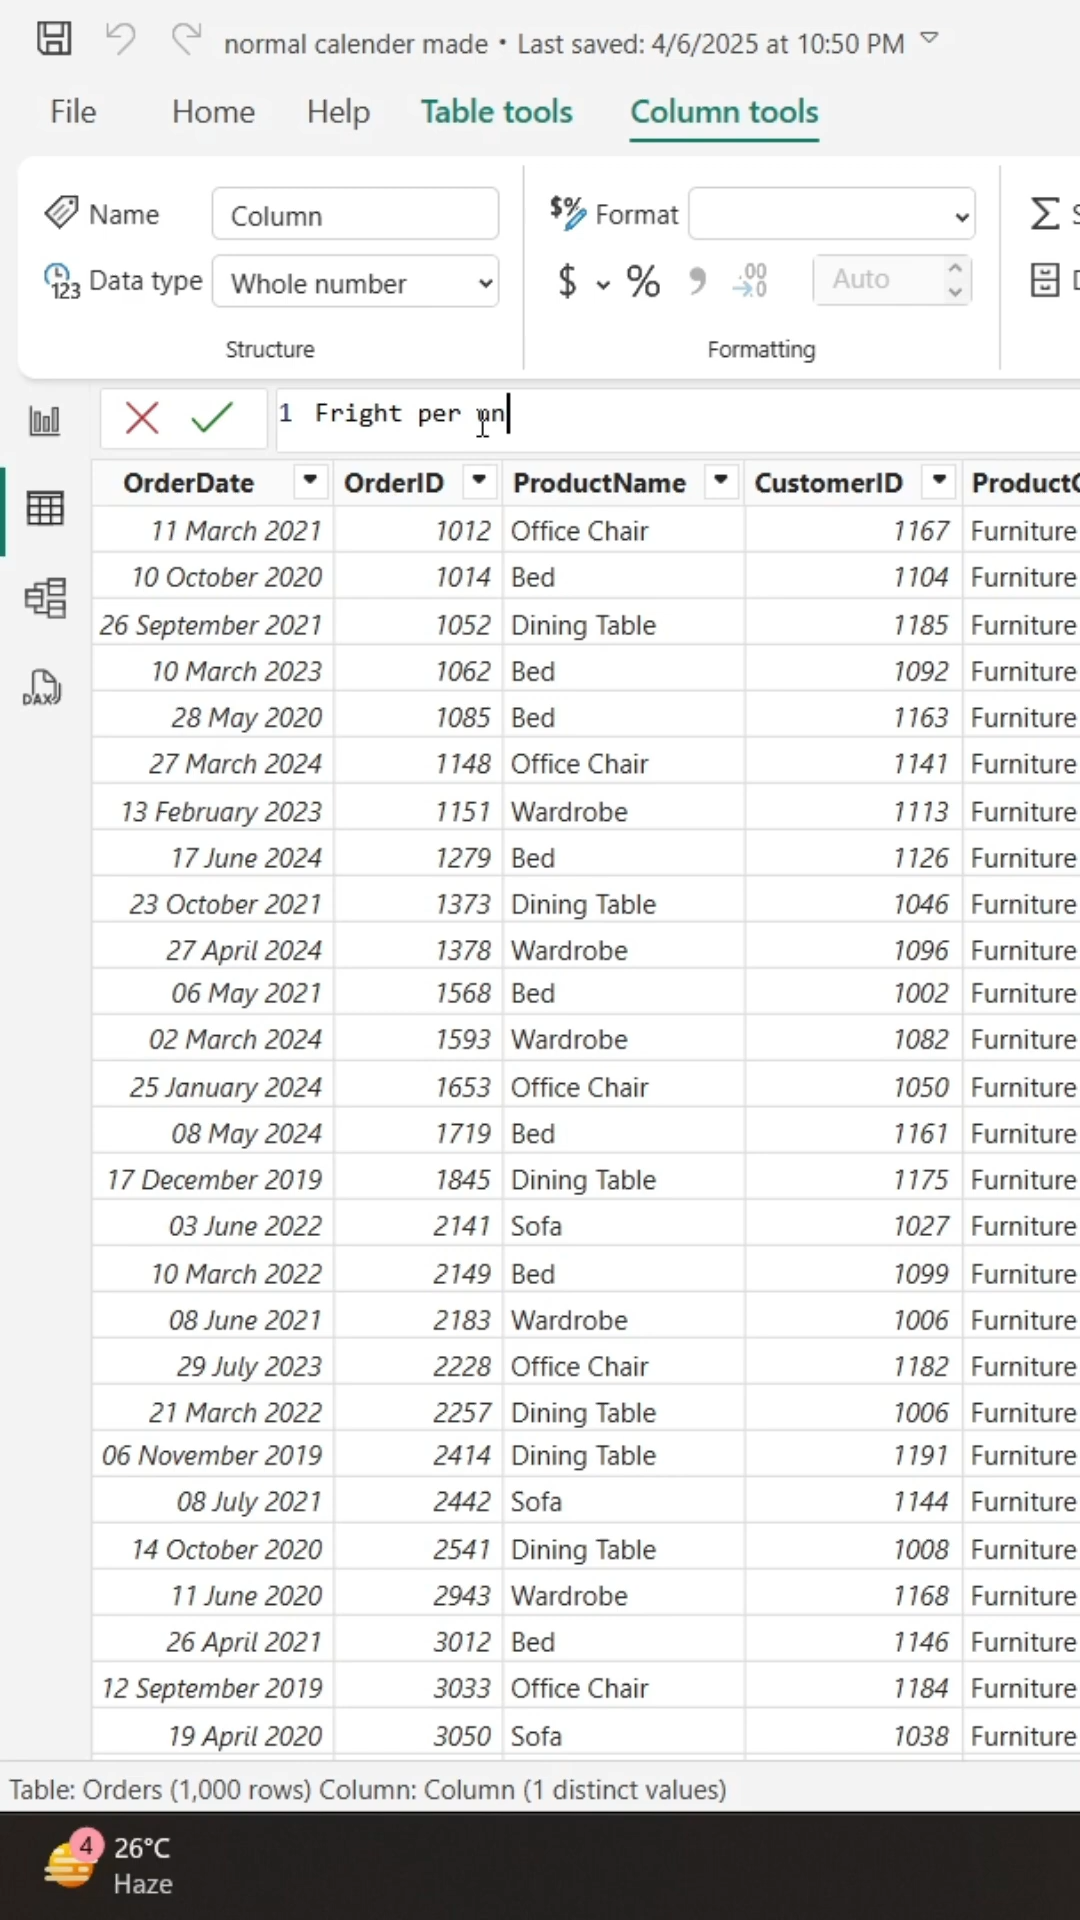 normal calender made • Last saved: 4/6/2025 at 10:50 PM
File Home Help Table tools Column tools
Name Column
Data type Whole number
Structure
Format
$ % , .00 →.0 Auto
Formatting
1 Fright per un
OrderDate OrderID ProductName CustomerID
11 March 2021 1012 Office Chair 1167 Furniture
10 October 2020 1014 Bed 1104 Furniture
26 September 2021 1052 Dining Table 1185 Furniture
10 March 2023 1062 Bed 1092 Furniture
28 May 2020 1085 Bed 1163 Furniture
27 March 2024 1148 Office Chair 1141 Furniture
13 February 2023 1151 Wardrobe 1113 Furniture
17 June 2024 1279 Bed 1126 Furniture
23 October 2021 1373 Dining Table 1046 Furniture
27 April 2024 1378 Wardrobe 1096 Furniture
06 May 2021 1568 Bed 1002 Furniture
02 March 2024 1593 Wardrobe 1082 Furniture
25 January 2024 1653 Office Chair 1050 Furniture
08 May 2024 1719 Bed 1161 Furniture
17 December 2019 1845 Dining Table 1175 Furniture
03 June 2022 2141 Sofa 1027 Furniture
10 March 2022 2149 Bed 1099 Furniture
08 June 2021 2183 Wardrobe 1006 Furniture
29 July 2023 2228 Office Chair 1182 Furniture
21 March 2022 2257 Dining Table 1006 Furniture
06 November 2019 2414 Dining Table 1191 Furniture
08 July 2021 2442 Sofa 1144 Furniture
14 October 2020 2541 Dining Table 1008 Furniture
11 June 2020 2943 Wardrobe 1168 Furniture
26 April 2021 3012 Bed 1146 Furniture
12 September 2019 3033 Office Chair 1184 Furniture
19 April 2020 3050 Sofa 1038 Furniture
DAX
Table: Orders (1,000 rows) Column: Column (1 distinct values)
4
26°C
Haze